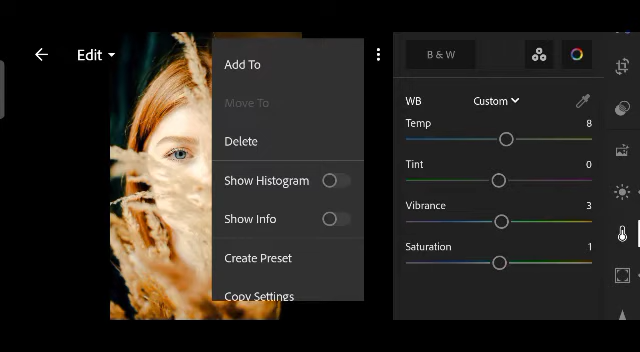 Edit
Add To
Move To
Delete
Show Histogram
Show Info
Create Preset
Copy Settings
B & W
WB Custom
Temp 8
Tint 0
Vibrance 3
Saturation 1